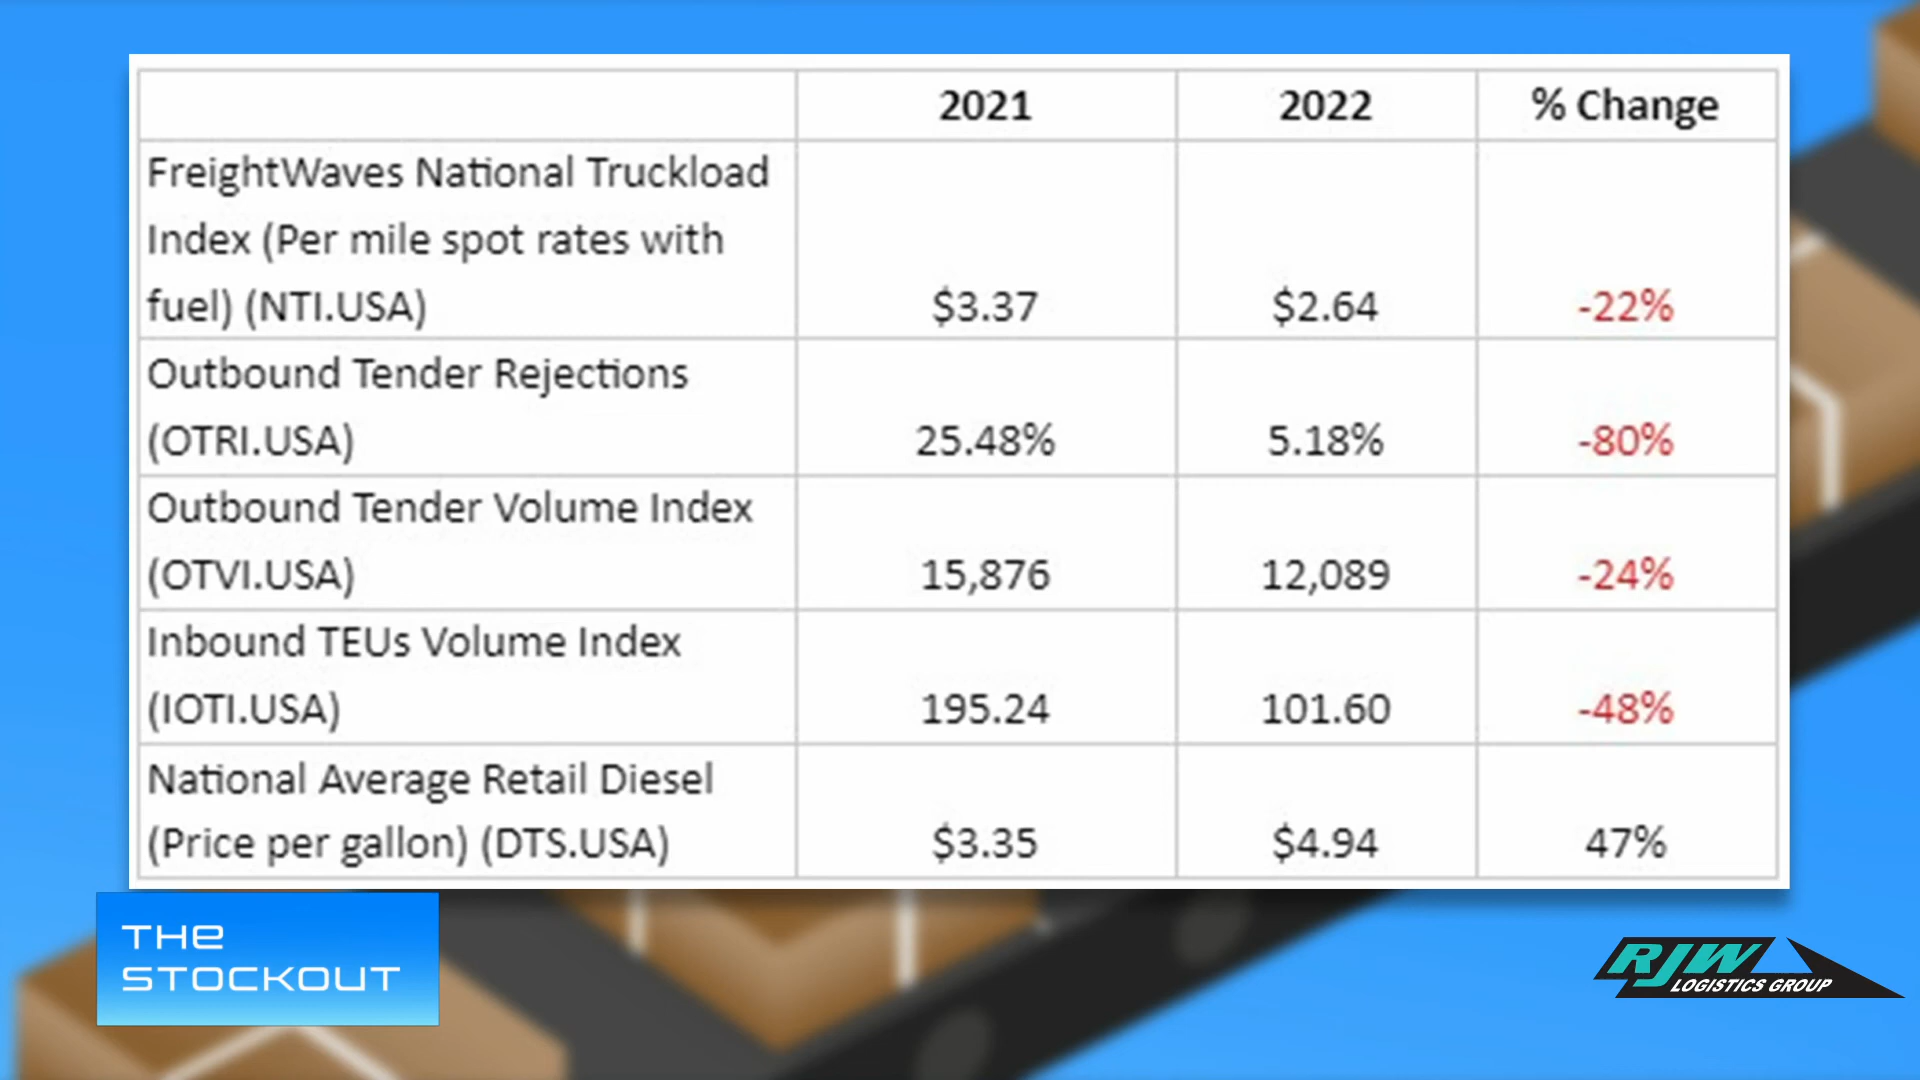 2021 2022 % Change
FreightWaves National Truckload
Index (Per mile spot rates with
fuel) (NTI.USA) $3.37 $2.64 -22%
Outbound Tender Rejections
(OTRI.USA) 25.48% 5.18% -80%
Outbound Tender Volume Index
(OTVI.USA) 15,876 12,089 -24%
Inbound TEUs Volume Index
(IOTI.USA) 195.24 101.60 -48%
National Average Retail Diesel
(Price per gallon) (DTS.USA) $3.35 $4.94 47%
THE
STOCKOUT
RJW
LOGISTICS GROUP